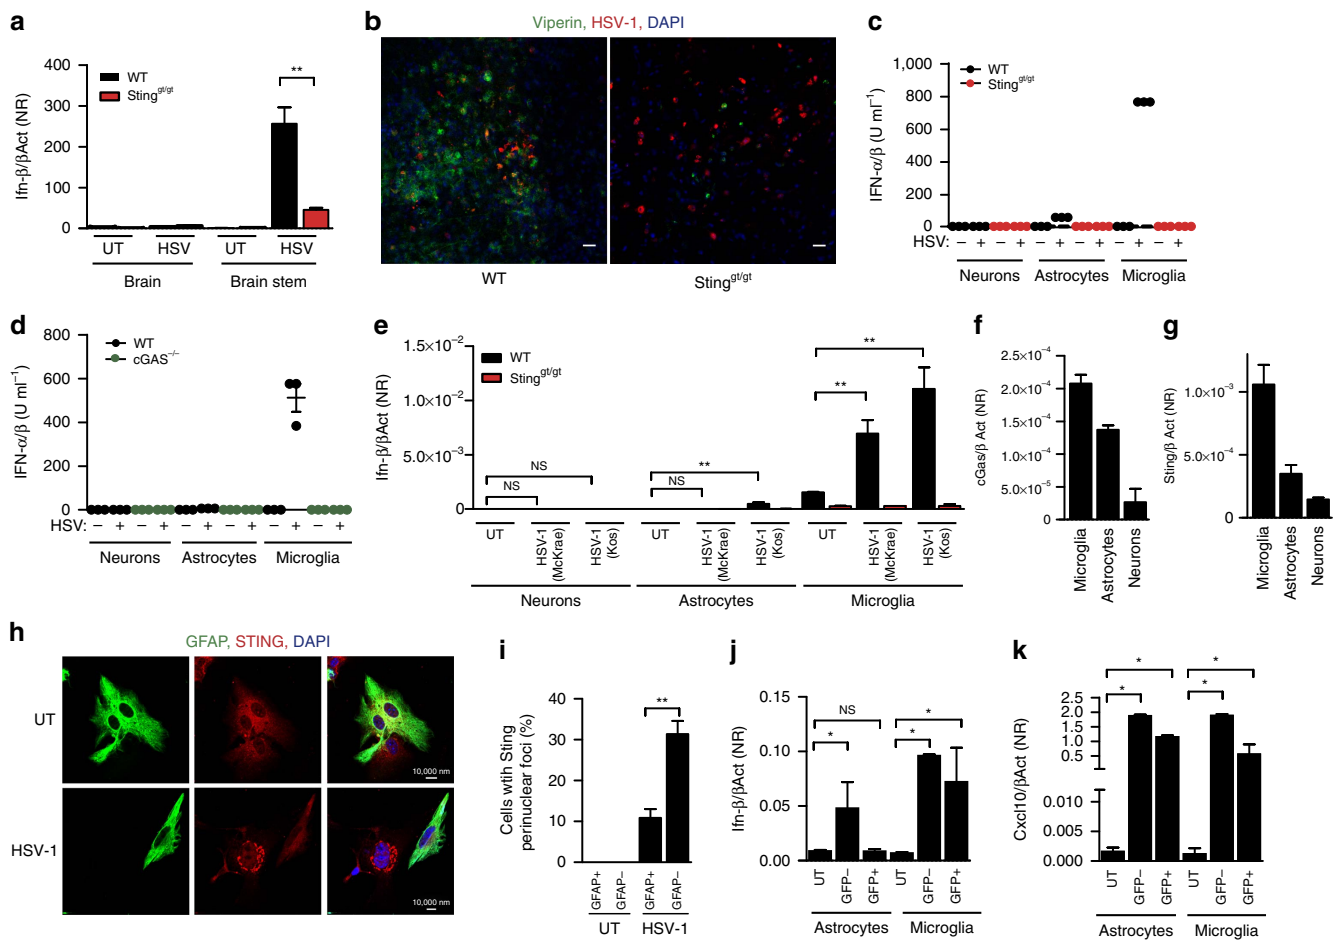 a
Ifn-β/βAct (NR)
400
300
200
100
0
WT
Sting^gt/gt
**
UT
HSV
UT
HSV
Brain
Brain stem
b
Viperin, HSV-1, DAPI
WT
Sting^gt/gt
c
IFN-α/β (U ml⁻¹)
1,000
800
600
400
200
0
WT
Sting^gt/gt
HSV: – + – + – + – + – + – +
Neurons
Astrocytes
Microglia
d
IFN-α/β (U ml⁻¹)
800
600
400
200
0
WT
cGAS⁻/⁻
HSV: – + – + – + – + – + – +
Neurons
Astrocytes
Microglia
e
Ifn-β/βAct (NR)
1.5×10⁻²
1.0×10⁻²
5.0×10⁻³
0
WT
Sting^gt/gt
NS
NS
**
NS
**
**
UT
HSV-1 (McKrae)
HSV-1 (Kos)
UT
HSV-1 (McKrae)
HSV-1 (Kos)
UT
HSV-1 (McKrae)
HSV-1 (Kos)
Neurons
Astrocytes
Microglia
f
cGas/β Act (NR)
2.5×10⁻⁴
2.0×10⁻⁴
1.5×10⁻⁴
1.0×10⁻⁴
5.0×10⁻⁵
0
Microglia
Astrocytes
Neurons
g
Sting/β Act (NR)
1.0×10⁻³
5.0×10⁻⁴
0
Microglia
Astrocytes
Neurons
h
GFAP, STING, DAPI
UT
10,000 nm
HSV-1
10,000 nm
i
Cells wtih Sting
perinuclear foci (%)
40
30
20
10
0
**
GFAP+
GFAP–
GFAP+
GFAP–
UT
HSV-1
j
Ifn-β/βAct (NR)
0.15
0.10
0.05
0.00
NS
*
*
*
UT
GFP–
GFP+
UT
GFP–
GFP+
Astrocytes
Microglia
k
Cxcl10/βAct (NR)
2.5
2.0
1.5
1.0
0.5
0.010
0.005
0.000
*
*
*
*
UT
GFP–
GFP+
UT
GFP–
GFP+
Astrocytes
Microglia